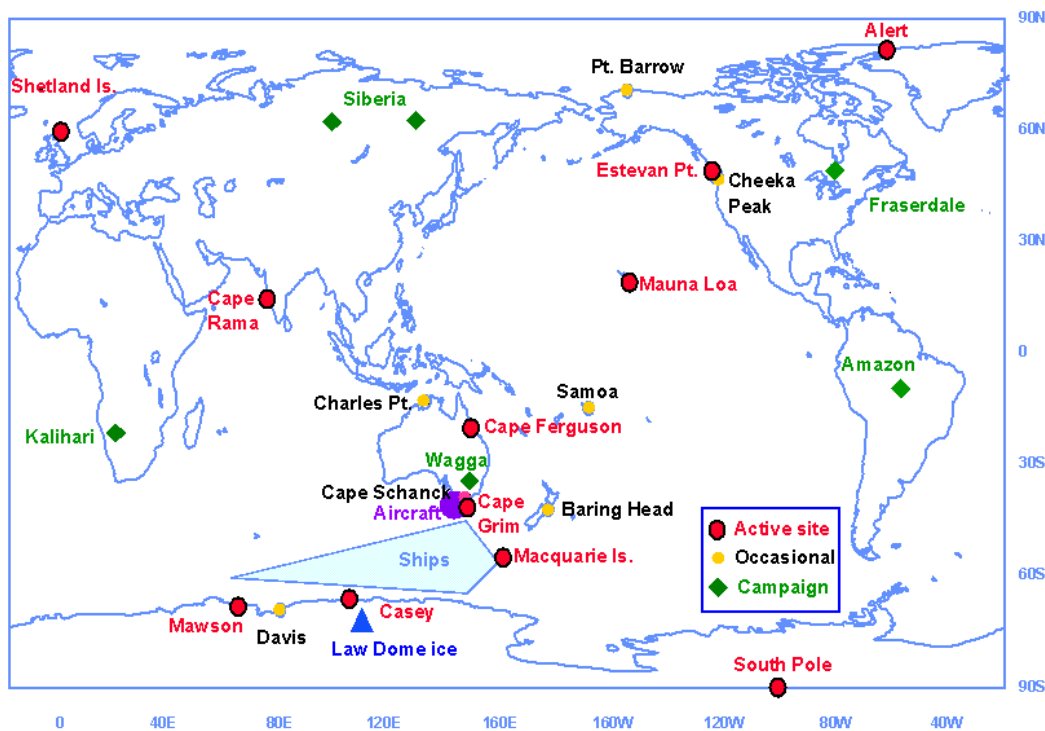 90N
Alert
Pt. Barrow
Shetland Is.
Siberia
60N
Estevan Pt.
Cheeka
Peak
Fraserdale
30N
Cape
Rama
Mauna Loa
0
Amazon
Samoa
Charles Pt.
Cape Ferguson
Kalihari
Wagga
30S
Cape Schanck
Aircraft
Cape
Grim
Baring Head
Active site
Occasional
Campaign
Ships
Macquarie Is.
60S
Mawson
Davis
Casey
Law Dome ice
South Pole
90S
0 40E 80E 120E 160E 160W 120W 80W 40W